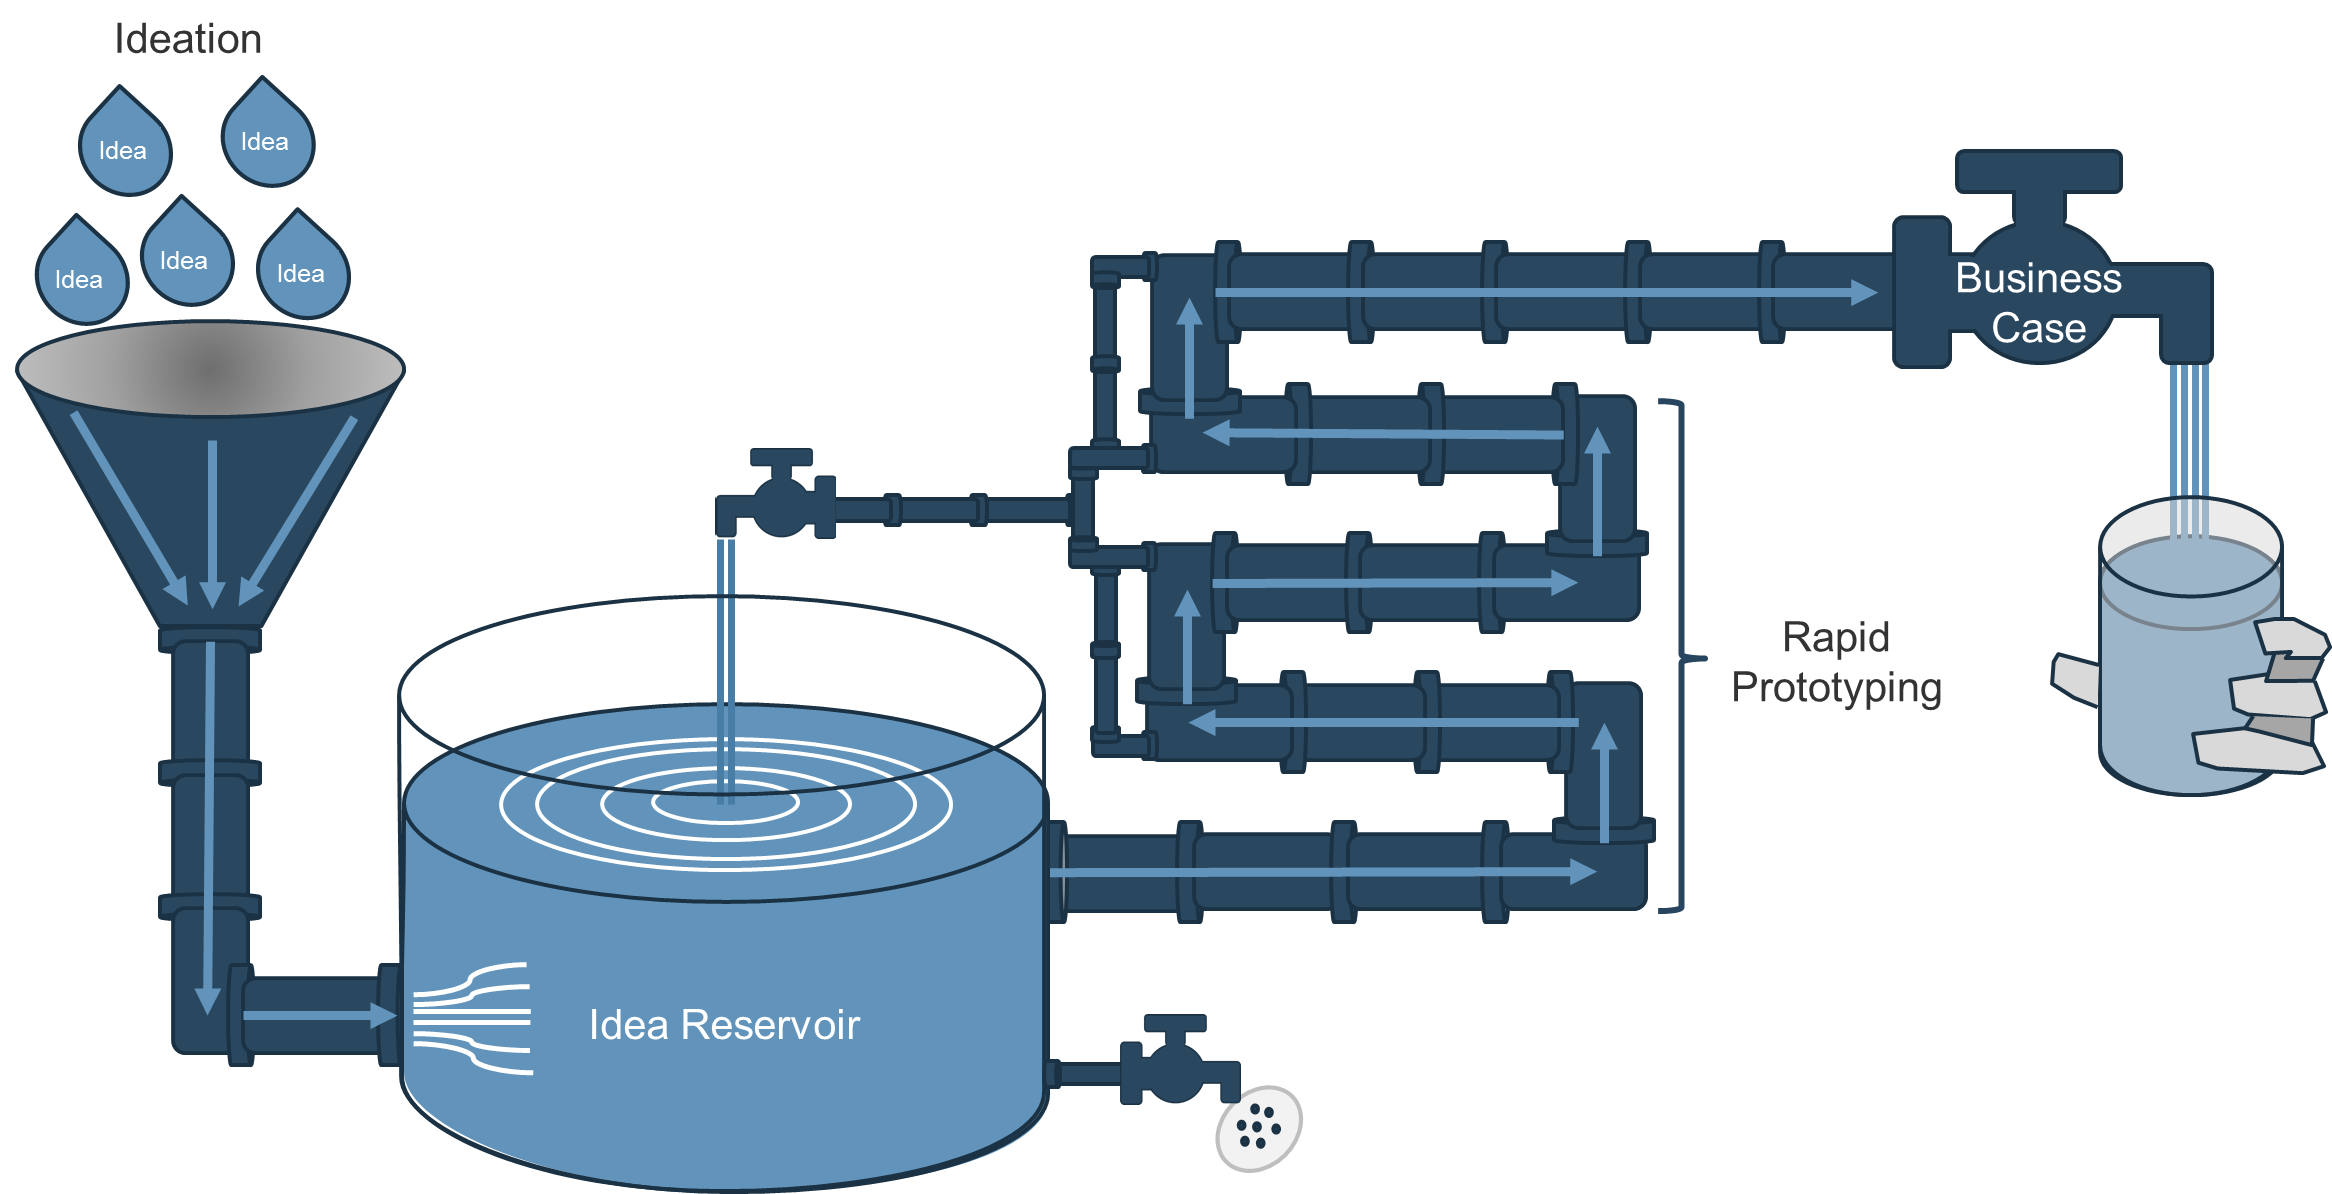 Ideation
Idea
Idea
Idea
Idea
Idea
Business
Case
Rapid
Prototyping
Idea Reservoir